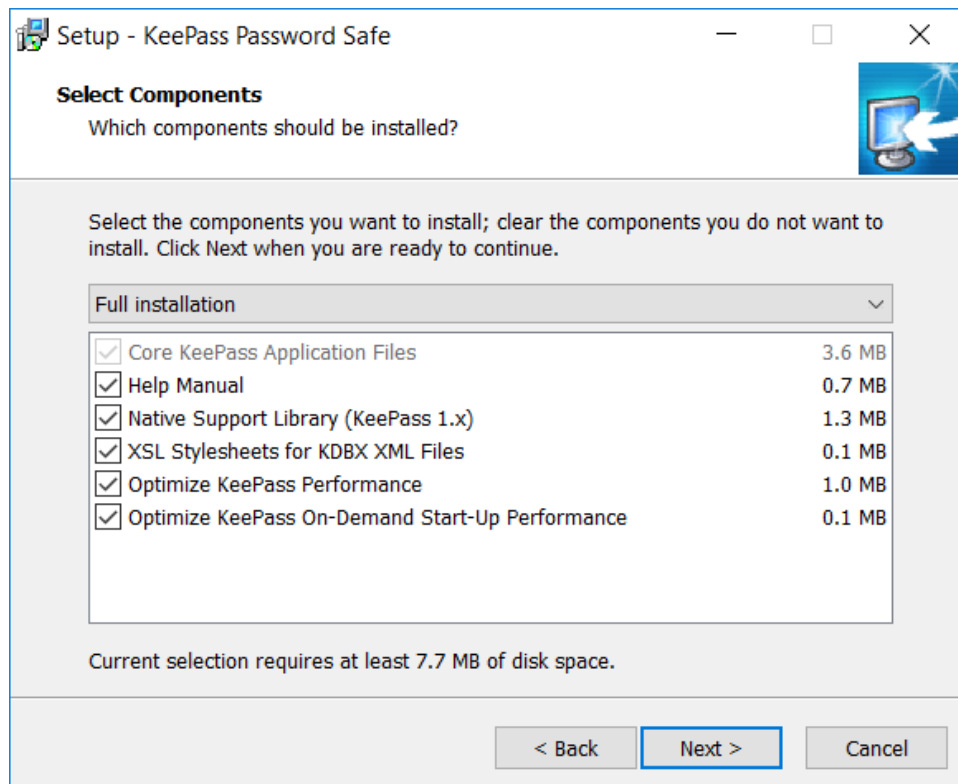 Setup - KeePass Password Safe
Select Components
Which components should be installed?
Select the components you want to install; clear the components you do not want to
install. Click Next when you are ready to continue.
Full installation
Core KeePass Application Files 3.6 MB
Help Manual 0.7 MB
Native Support Library (KeePass 1.x) 1.3 MB
XSL Stylesheets for KDBX XML Files 0.1 MB
Optimize KeePass Performance 1.0 MB
Optimize KeePass On-Demand Start-Up Performance 0.1 MB
Current selection requires at least 7.7 MB of disk space.
< Back Next > Cancel